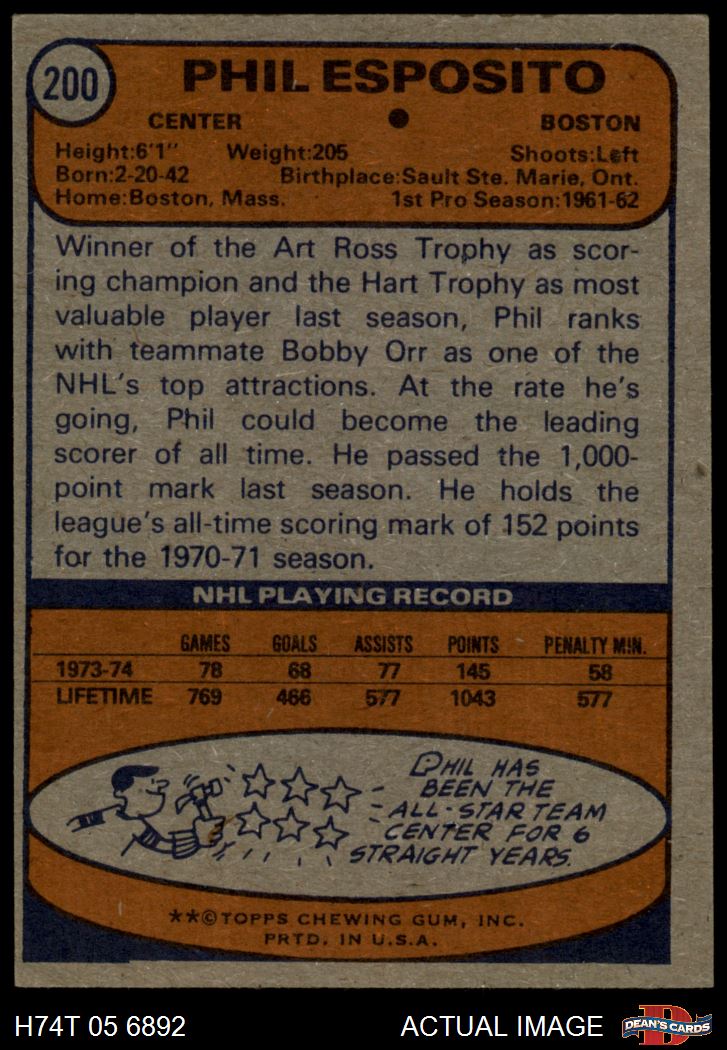 200
PHIL ESPOSITO
CENTER ● BOSTON
Height:6'1" Weight:205 Shoots:Left
Born:2-20-42 Birthplace:Sault Ste. Marie, Ont.
Home:Boston, Mass. 1st Pro Season:1961-62
Winner of the Art Ross Trophy as scor-
ing champion and the Hart Trophy as most
valuable player last season, Phil ranks
with teammate Bobby Orr as one of the
NHL's top attractions. At the rate he's
going, Phil could become the leading
scorer of all time. He passed the 1,000-
point mark last season. He holds the
league's all-time scoring mark of 152 points
for the 1970-71 season.
NHL PLAYING RECORD
GAMES GOALS ASSISTS POINTS PENALTY MIN.
1973-74 78 68 77 145 58
LIFETIME 769 466 577 1043 577
PHIL HAS
BEEN THE
ALL-STAR TEAM
CENTER FOR 6
STRAIGHT YEARS.
**©TOPPS CHEWING GUM, INC.
PRTD. IN U.S.A.
H74T 05 6892 ACTUAL IMAGE
D
DEAN'S CARDS